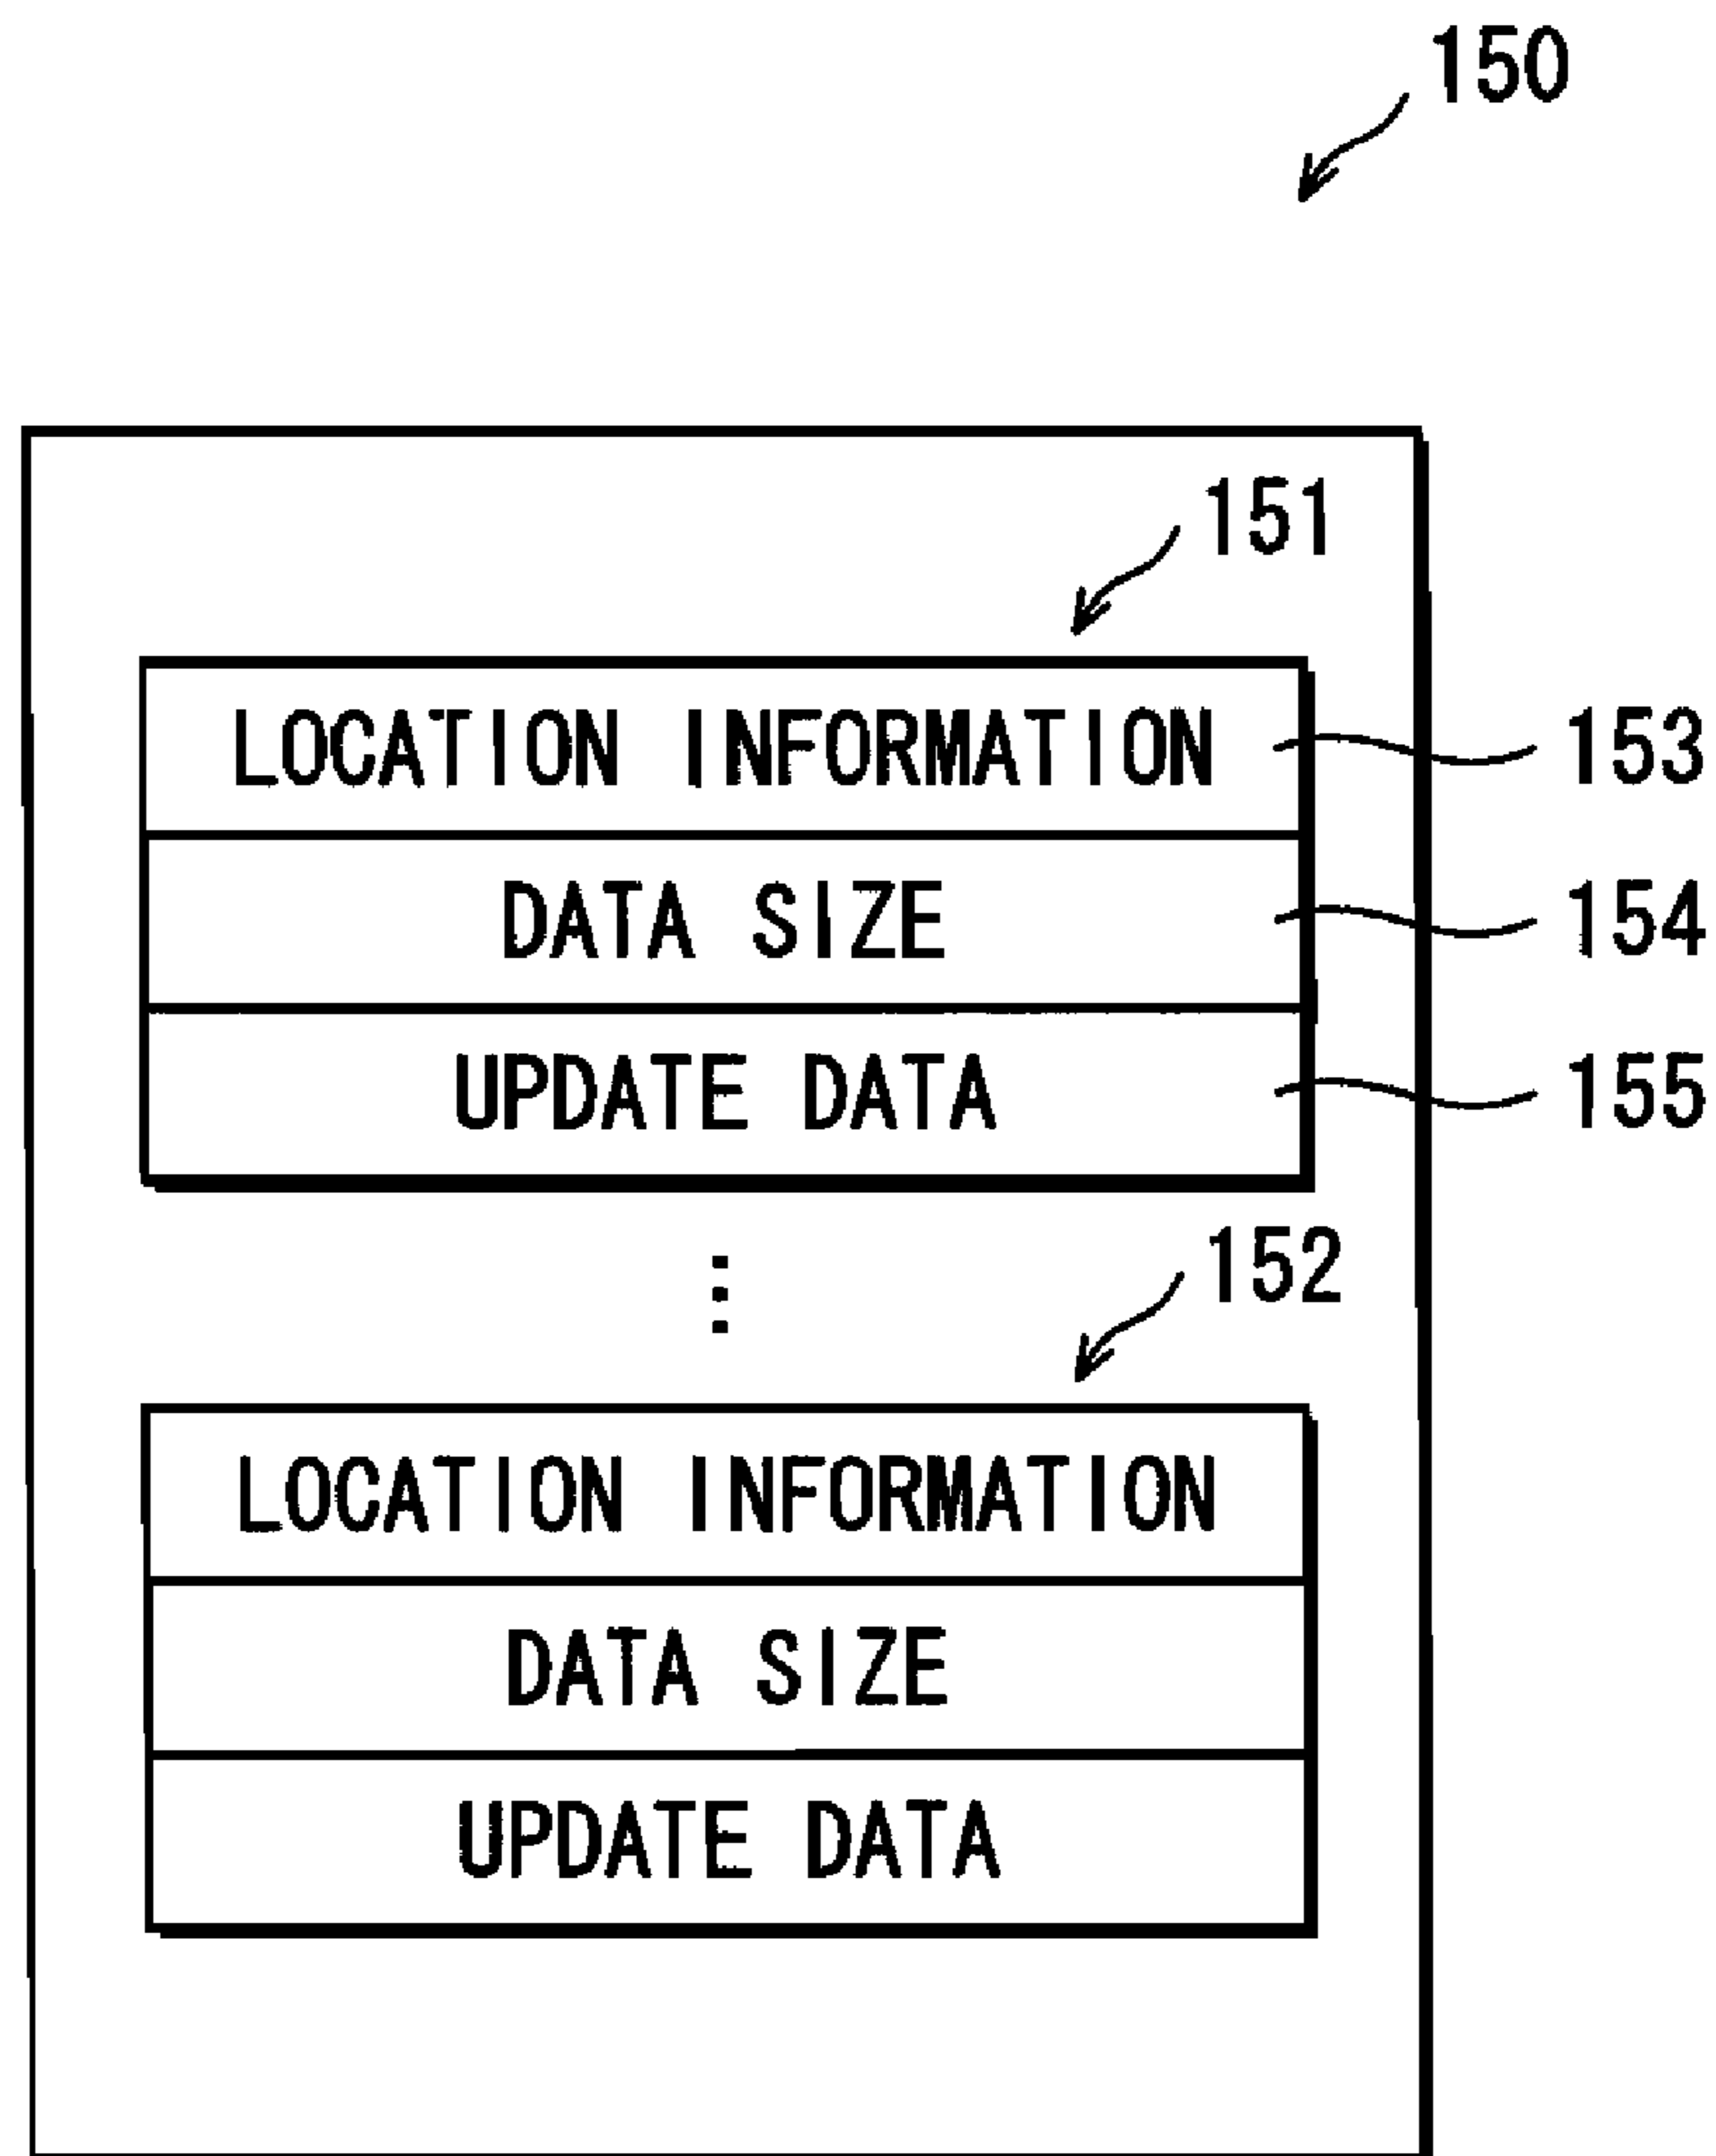 150
151
LOCATION INFORMATION 153
DATA SIZE 154
UPDATE DATA 155
152
LOCATION INFORMATION
DATA SIZE
UPDATE DATA